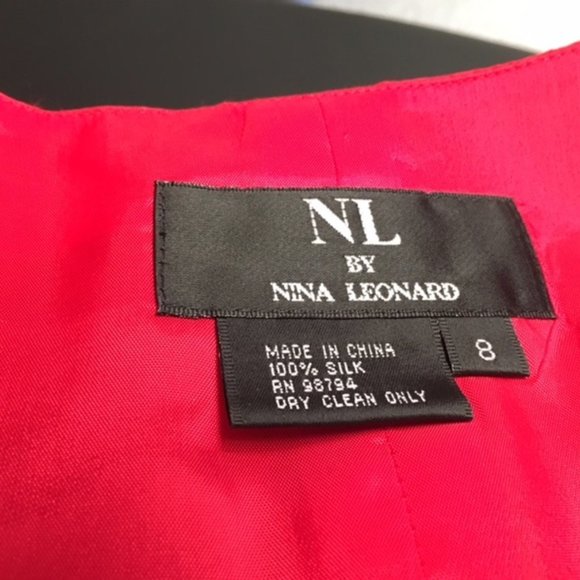 NL
BY
NINA LEONARD
MADE IN CHINA
100% SILK
RN 98794
DRY CLEAN ONLY
8